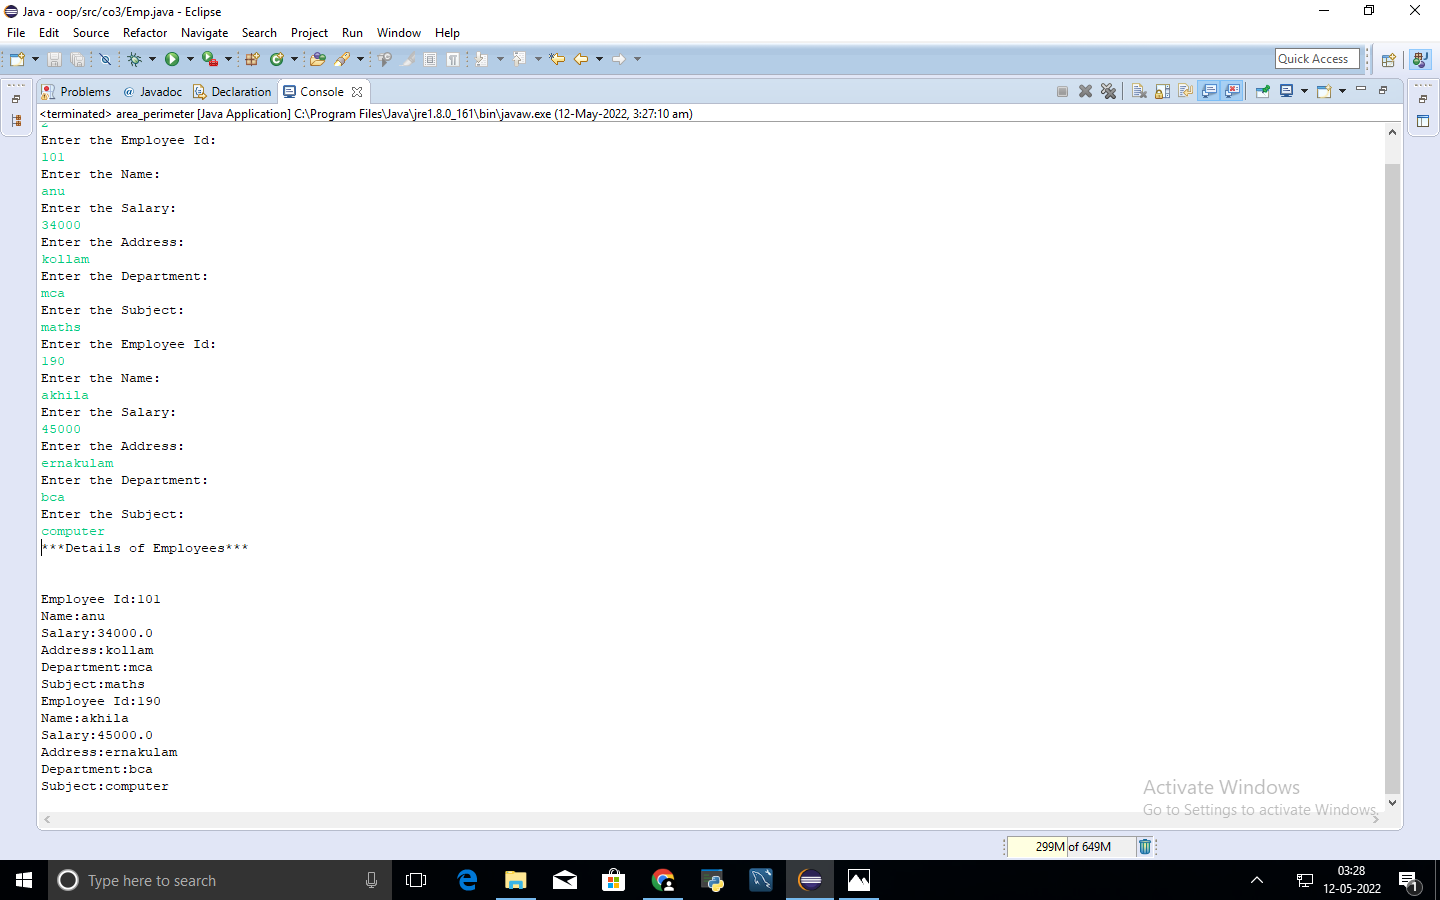 Java - oop/src/co3/Emp.java - Eclipse
File Edit Source Refactor Navigate Search Project Run Window Help
Quick Access
Problems @ Javadoc Declaration Console
<terminated> area_perimeter [Java Application] C:\Program Files\Java\jre1.8.0_161\bin\javaw.exe (12-May-2022, 3:27:10 am)
2
Enter the Employee Id:
101
Enter the Name:
anu
Enter the Salary:
34000
Enter the Address:
kollam
Enter the Department:
mca
Enter the Subject:
maths
Enter the Employee Id:
190
Enter the Name:
akhila
Enter the Salary:
45000
Enter the Address:
ernakulam
Enter the Department:
bca
Enter the Subject:
computer
***Details of Employees***
Employee Id:101
Name:anu
Salary:34000.0
Address:kollam
Department:mca
Subject:maths
Employee Id:190
Name:akhila
Salary:45000.0
Address:ernakulam
Department:bca
Subject:computer
Activate Windows
Go to Settings to activate Windows.
299M of 649M
Type here to search
03:28
12-05-2022
1